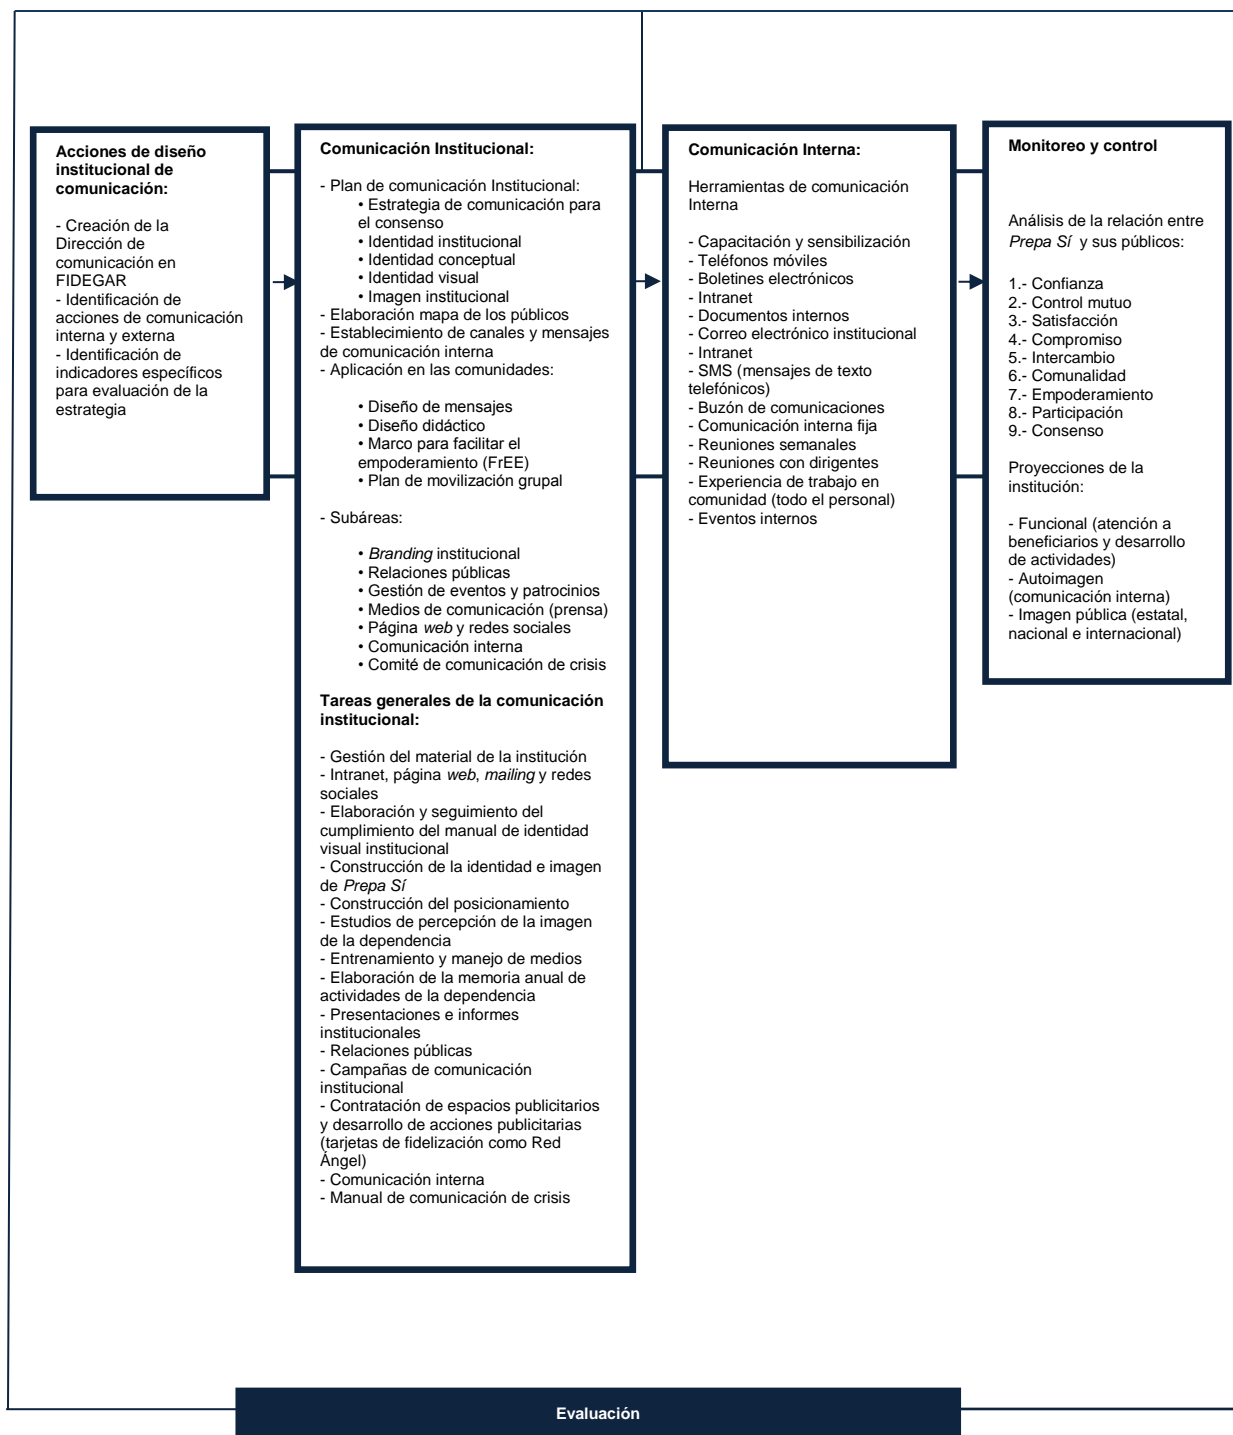 Acciones de diseño
institucional de
comunicación:
- Creación de la
Dirección de
comunicación en
FIDEGAR
- Identificación de
acciones de comunicación
interna y externa
- Identificación de
indicadores específicos
para evaluación de la
estrategia
Comunicación Institucional:
- Plan de comunicación Institucional:
• Estrategia de comunicación para
el consenso
• Identidad institucional
• Identidad conceptual
• Identidad visual
• Imagen institucional
- Elaboración mapa de los públicos
- Establecimiento de canales y mensajes
de comunicación interna
- Aplicación en las comunidades:
• Diseño de mensajes
• Diseño didáctico
• Marco para facilitar el
empoderamiento (FrEE)
• Plan de movilización grupal
- Subáreas:
• Branding institucional
• Relaciones públicas
• Gestión de eventos y patrocinios
• Medios de comunicación (prensa)
• Página web y redes sociales
• Comunicación interna
• Comité de comunicación de crisis
Tareas generales de la comunicación
institucional:
- Gestión del material de la institución
- Intranet, página web, mailing y redes
sociales
- Elaboración y seguimiento del
cumplimiento del manual de identidad
visual institucional
- Construcción de la identidad e imagen
de Prepa Sí
- Construcción del posicionamiento
- Estudios de percepción de la imagen
de la dependencia
- Entrenamiento y manejo de medios
- Elaboración de la memoria anual de
actividades de la dependencia
- Presentaciones e informes
institucionales
- Relaciones públicas
- Campañas de comunicación
institucional
- Contratación de espacios publicitarios
y desarrollo de acciones publicitarias
(tarjetas de fidelización como Red
Ángel)
- Comunicación interna
- Manual de comunicación de crisis
Comunicación Interna:
Herramientas de comunicación
Interna
- Capacitación y sensibilización
- Teléfonos móviles
- Boletines electrónicos
- Intranet
- Documentos internos
- Correo electrónico institucional
- Intranet
- SMS (mensajes de texto
telefónicos)
- Buzón de comunicaciones
- Comunicación interna fija
- Reuniones semanales
- Reuniones con dirigentes
- Experiencia de trabajo en
comunidad (todo el personal)
- Eventos internos
Monitoreo y control
Análisis de la relación entre
Prepa Sí y sus públicos:
1.- Confianza
2.- Control mutuo
3.- Satisfacción
4.- Compromiso
5.- Intercambio
6.- Comunalidad
7.- Empoderamiento
8.- Participación
9.- Consenso
Proyecciones de la
institución:
- Funcional (atención a
beneficiarios y desarrollo
de actividades)
- Autoimagen
(comunicación interna)
- Imagen pública (estatal,
nacional e internacional)
Evaluación